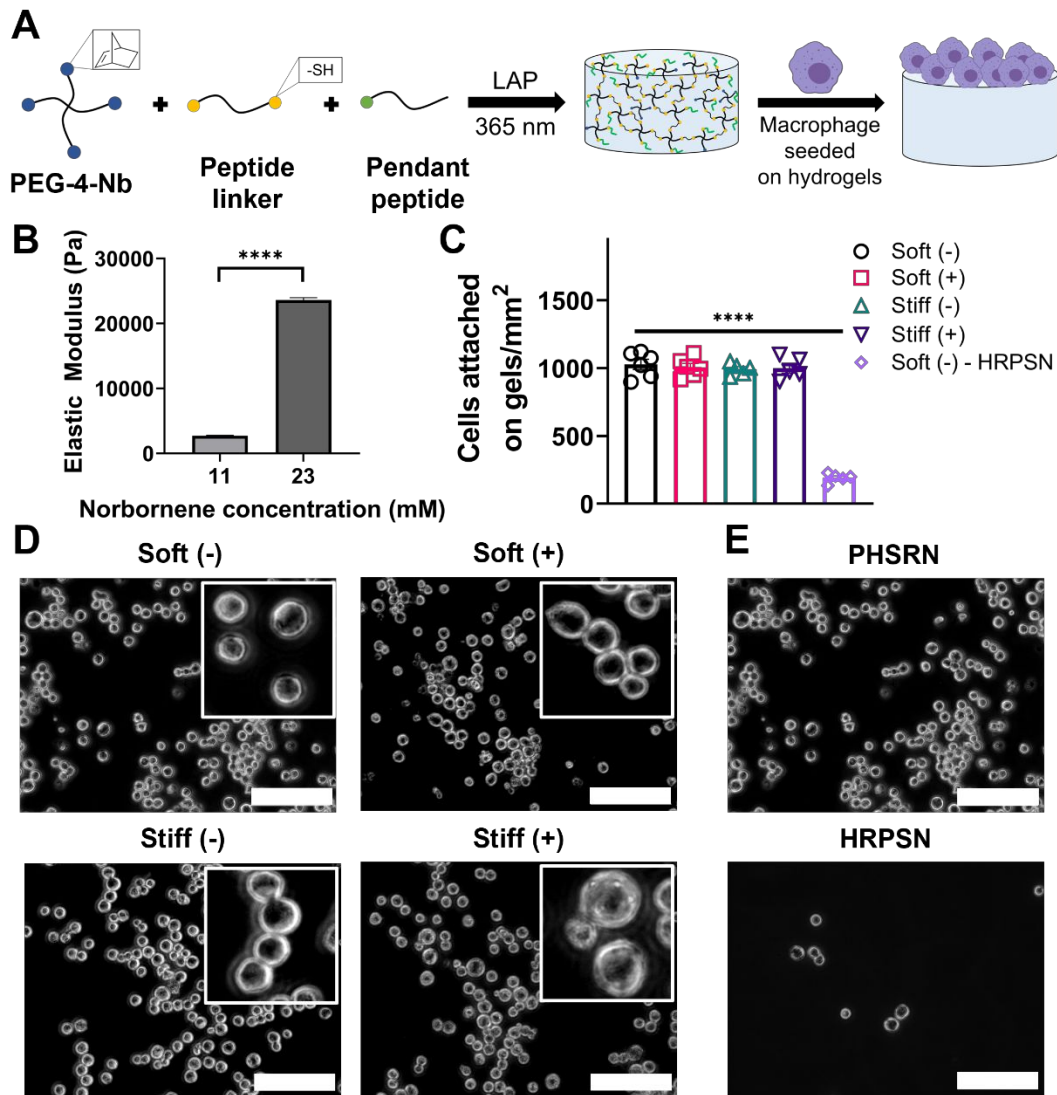 A
-SH
PEG-4-Nb
+
Peptide
linker
+
Pendant
peptide
LAP
365 nm
Macrophage
seeded
on hydrogels
B
Elastic Modulus (Pa)
30000
20000
10000
0
****
11
23
Norbornene concentration (mM)
C
Cells attached
on gels/mm²
1500
1000
500
0
****
Soft (-)
Soft (+)
Stiff (-)
Stiff (+)
Soft (-) - HRPSN
D
Soft (-)
Soft (+)
Stiff (-)
Stiff (+)
E
PHSRN
HRPSN